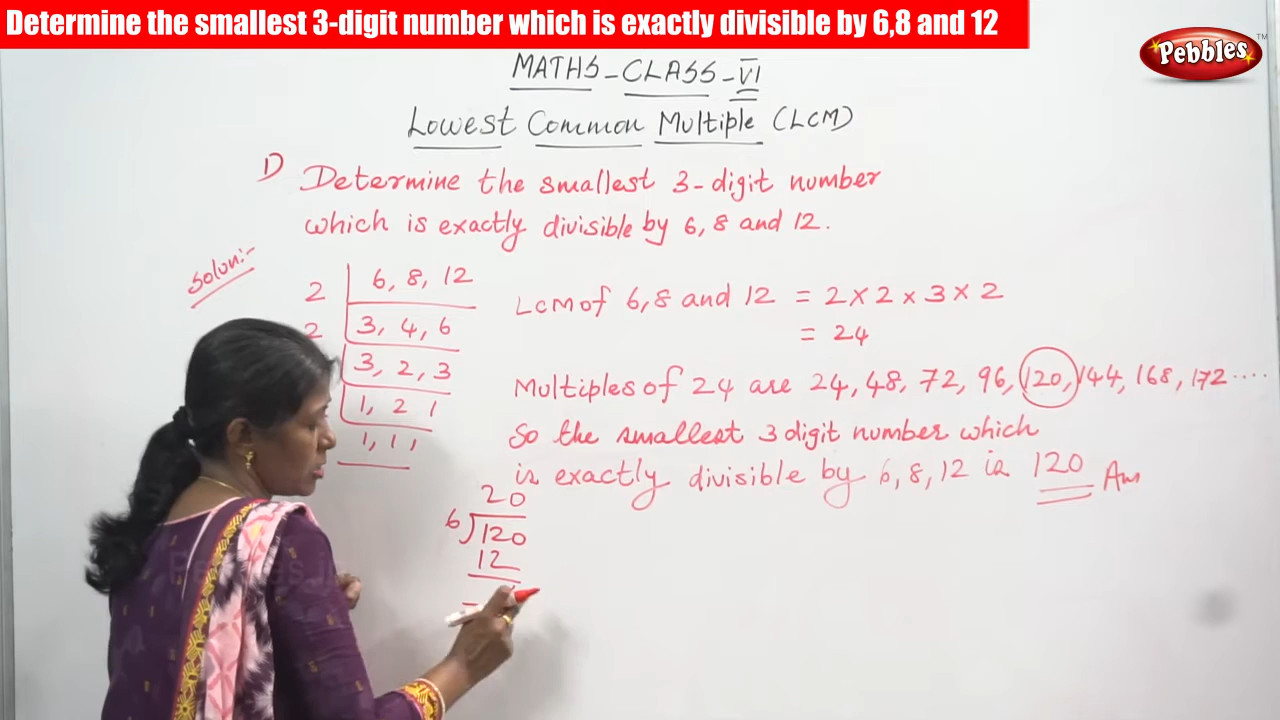 Determine the smallest 3-digit number which is exactly divisible by 6,8 and 12
Pebbles TM
MATHS - CLASS - VI
Lowest Common Multiple (LCM)
1) Determine the smallest 3-digit number
which is exactly divisible by 6, 8 and 12.
Solun:-
2 6, 8, 12
2 3, 4, 6
3, 2, 3
1, 2 1
1, 1 1
LCM of 6, 8 and 12 = 2 × 2 × 3 × 2
= 24
Multiples of 24 are 24, 48, 72, 96, 120, 144, 168, 172 ....
So the smallest 3 digit number which
is exactly divisible by 6, 8, 12 is 120 Ans
20
6 ) 120
12